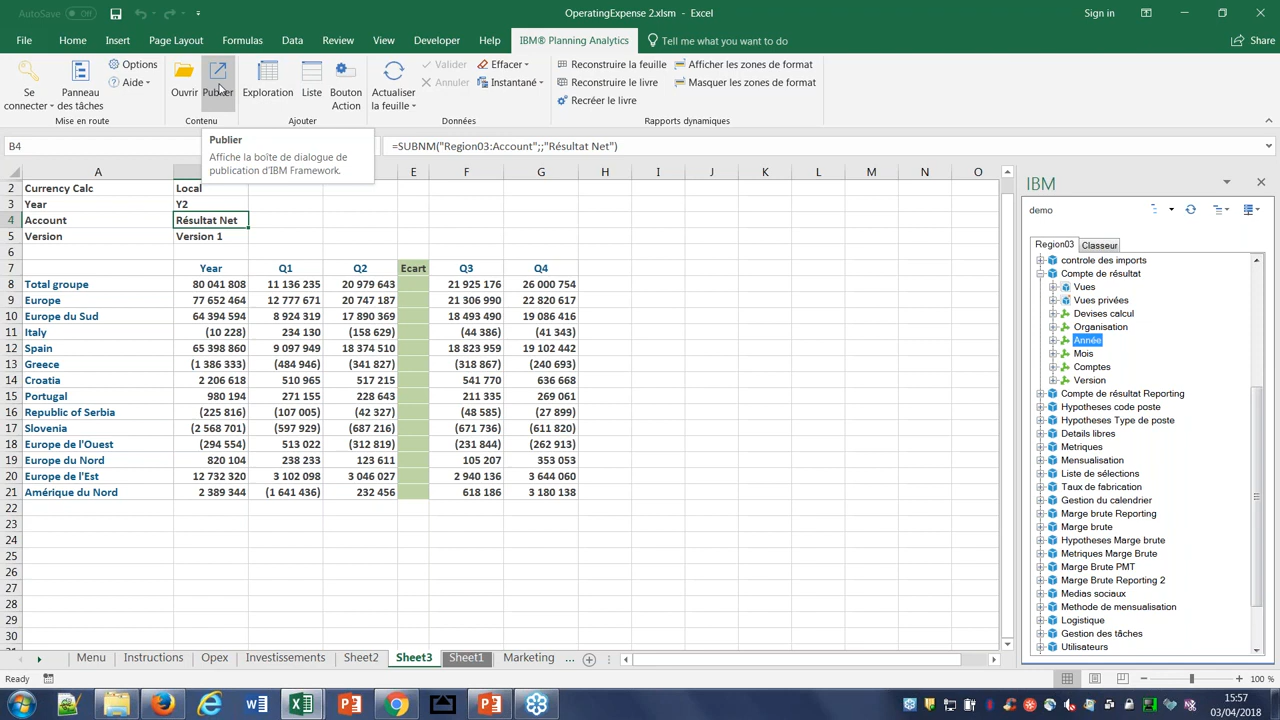 AutoSave Off
OperatingExpense 2.xlsm - Excel
Sign in
File Home Insert Page Layout Formulas Data Review View Developer Help IBM® Planning Analytics Tell me what you want to do Share
Se connecter
Panneau des tâches
Options
Aide
Mise en route
Ouvrir
Publier
Contenu
Exploration
Liste
Bouton Action
Ajouter
Actualiser la feuille
Valider
Annuler
Effacer
Instantané
Données
Reconstruire la feuille
Reconstruire le livre
Recréer le livre
Afficher les zones de format
Masquer les zones de format
Rapports dynamiques
Publier
Affiche la boîte de dialogue de
publication d'IBM Framework.
B4
=SUBNM("Region03:Account";;"Résultat Net")
A E F G H I J K L M N O
2 Currency Calc Local
3 Year Y2
4 Account Résultat Net
5 Version Version 1
6
7 Year Q1 Q2 Ecart Q3 Q4
8 Total groupe 80 041 808 11 136 235 20 979 643 21 925 176 26 000 754
9 Europe 77 652 464 12 777 671 20 747 187 21 306 990 22 820 617
10 Europe du Sud 64 394 594 8 924 319 17 890 369 18 493 490 19 086 416
11 Italy (10 228) 234 130 (158 629) (44 386) (41 343)
12 Spain 65 398 860 9 097 949 18 374 510 18 823 959 19 102 442
13 Greece (1 386 333) (484 946) (341 827) (318 867) (240 693)
14 Croatia 2 206 618 510 965 517 215 541 770 636 668
15 Portugal 980 194 271 155 228 643 211 335 269 061
16 Republic of Serbia (225 816) (107 005) (42 327) (48 585) (27 899)
17 Slovenia (2 568 701) (597 929) (687 216) (671 736) (611 820)
18 Europe de l'Ouest (294 554) 513 022 (312 819) (231 844) (262 913)
19 Europe du Nord 820 104 238 233 123 611 105 207 353 053
20 Europe de l'Est 12 732 320 3 102 098 3 046 027 2 940 136 3 644 060
21 Amérique du Nord 2 389 344 (1 641 436) 232 456 618 186 3 180 138
22
23
24
25
26
27
28
29
30
IBM
demo
Region03 Classeur
controle des imports
Compte de résultat
Vues
Vues privées
Devises calcul
Organisation
Année
Mois
Comptes
Version
Compte de résultat Reporting
Hypotheses code poste
Hypotheses Type de poste
Details libres
Metriques
Mensualisation
Liste de sélections
Taux de fabrication
Gestion du calendrier
Marge brute Reporting
Marge brute
Hypotheses Marge brute
Metriques Marge Brute
Marge Brute PMT
Marge Brute Reporting 2
Medias sociaux
Methode de mensualisation
Logistique
Gestion des tâches
Utilisateurs
Menu Instructions Opex Investissements Sheet2 Sheet3 Sheet1 Marketing ...
Ready
100 %
15:57
03/04/2018